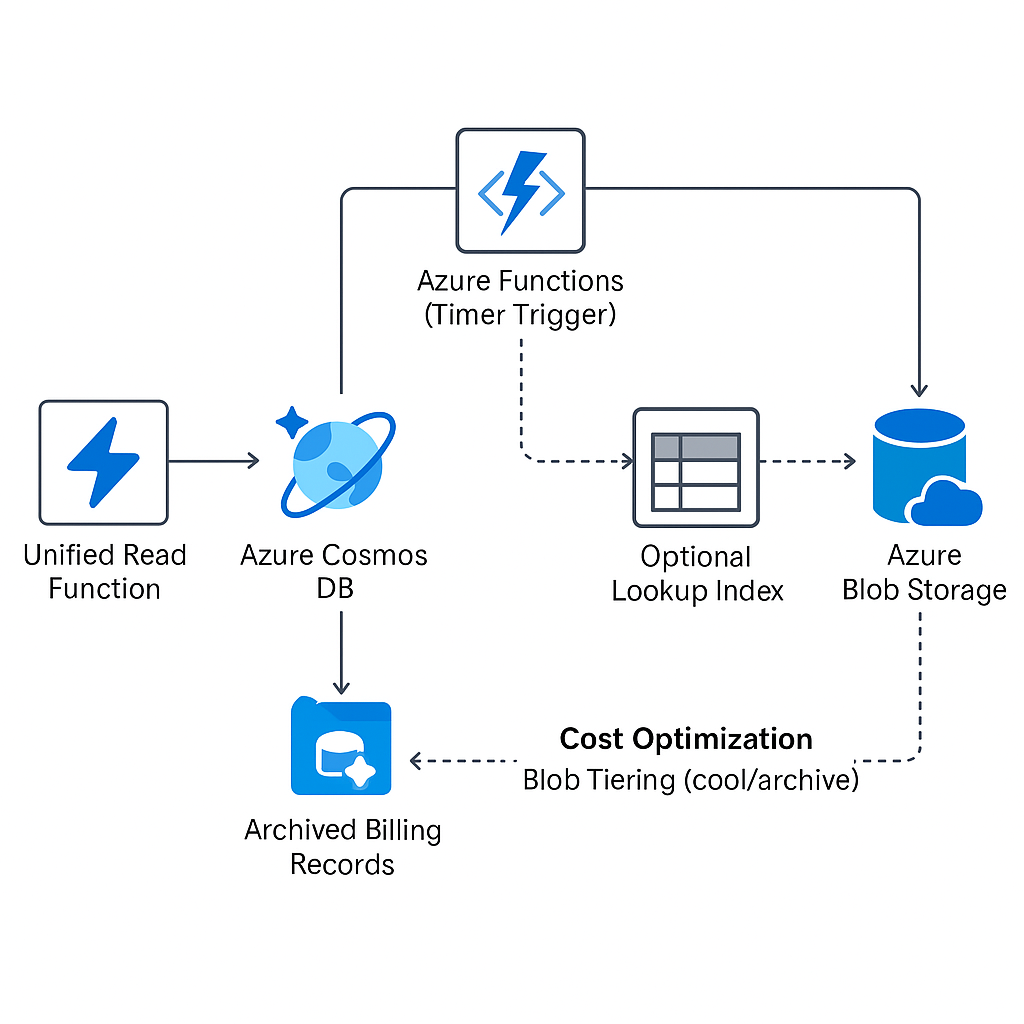 Azure Functions
(Timer Trigger)
Unified Read
Function
Azure Cosmos
DB
Optional
Lookup Index
Azure
Blob Storage
Cost Optimization
Blob Tiering (cool/archive)
Archived Billing
Records